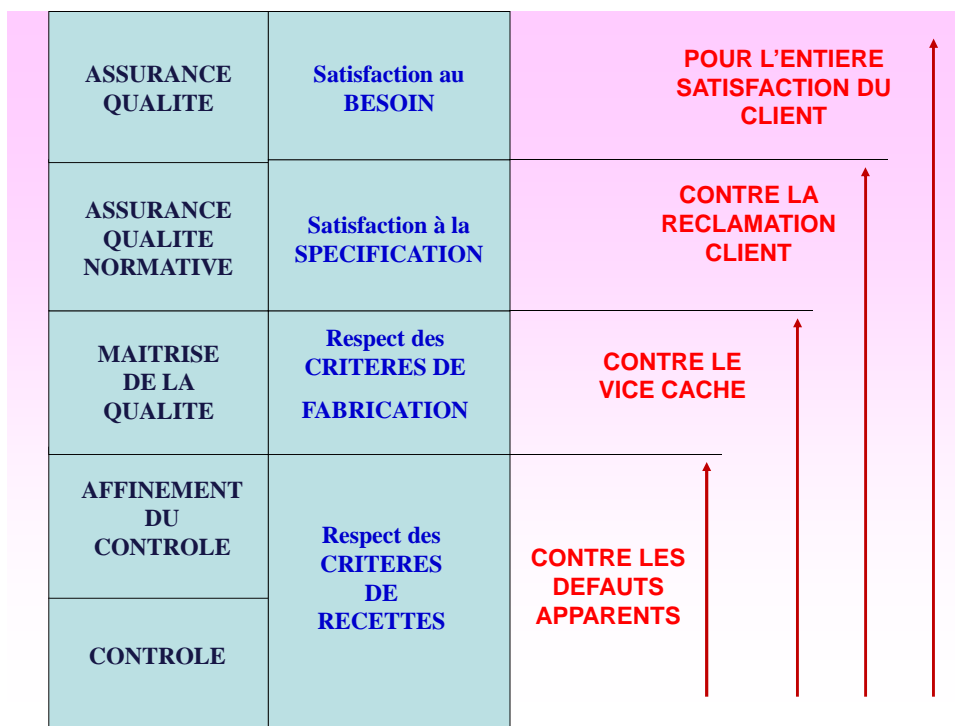 ASSURANCE
QUALITE
Satisfaction au
BESOIN
POUR L'ENTIERE
SATISFACTION DU
CLIENT
ASSURANCE
QUALITE
NORMATIVE
Satisfaction à la
SPECIFICATION
CONTRE LA
RECLAMATION
CLIENT
MAITRISE
DE LA
QUALITE
Respect des
CRITERES DE
FABRICATION
CONTRE LE
VICE CACHE
AFFINEMENT
DU
CONTROLE
Respect des
CRITERES
DE
RECETTES
CONTRE LES
DEFAUTS
APPARENTS
CONTROLE